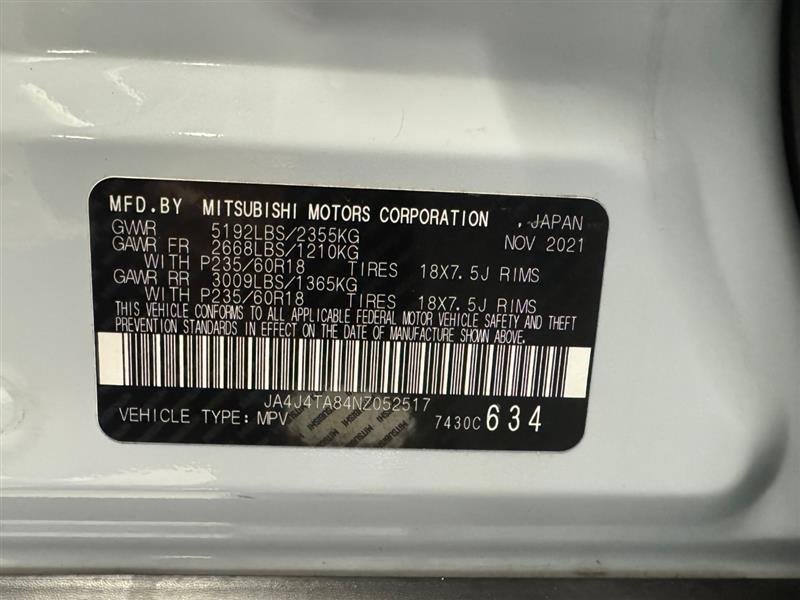 MFD.BY MITSUBISHI MOTORS CORPORATION , JAPAN
GVWR 5192LBS/2355KG NOV 2021
GAWR FR 2668LBS/1210KG
WITH P235/60R18 TIRES 18X7.5J RIMS
GAWR RR 3009LBS/1365KG
WITH P235/60R18 TIRES 18X7.5J RIMS
THIS VEHICLE CONFORMS TO ALL APPLICABLE FEDERAL MOTOR VEHICLE SAFETY AND THEFT
PREVENTION STANDARDS IN EFFECT ON THE DATE OF MANUFACTURE SHOWN ABOVE.
JA4J4TA84NZ052517
VEHICLE TYPE: MPV 7430C 634